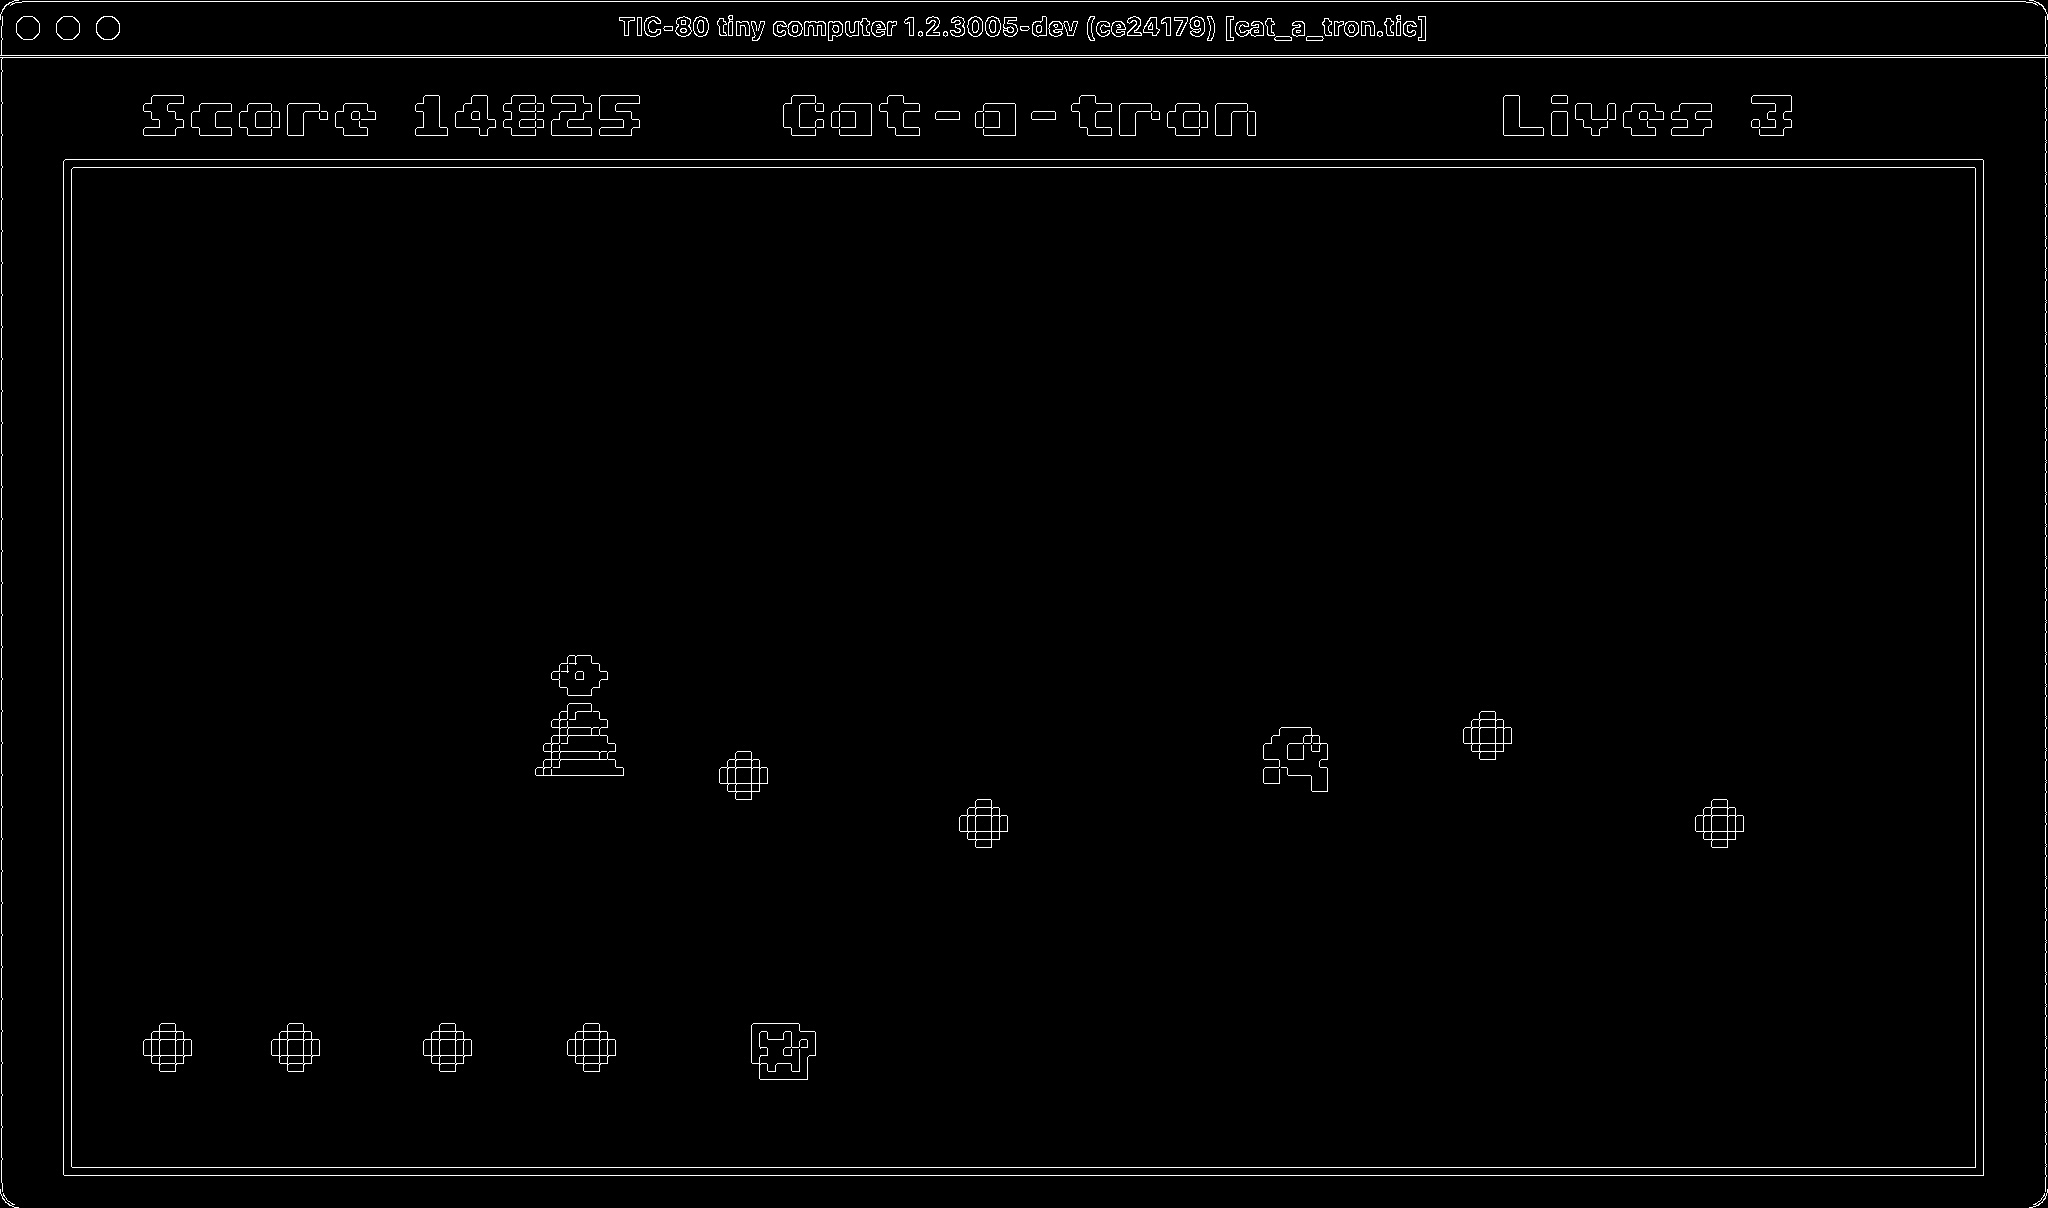 TIC-80 tiny computer 1.2.3005-dev (ce24179) [cat_a_tron.tic]
Score 14825 Cat-a-tron Lives 3